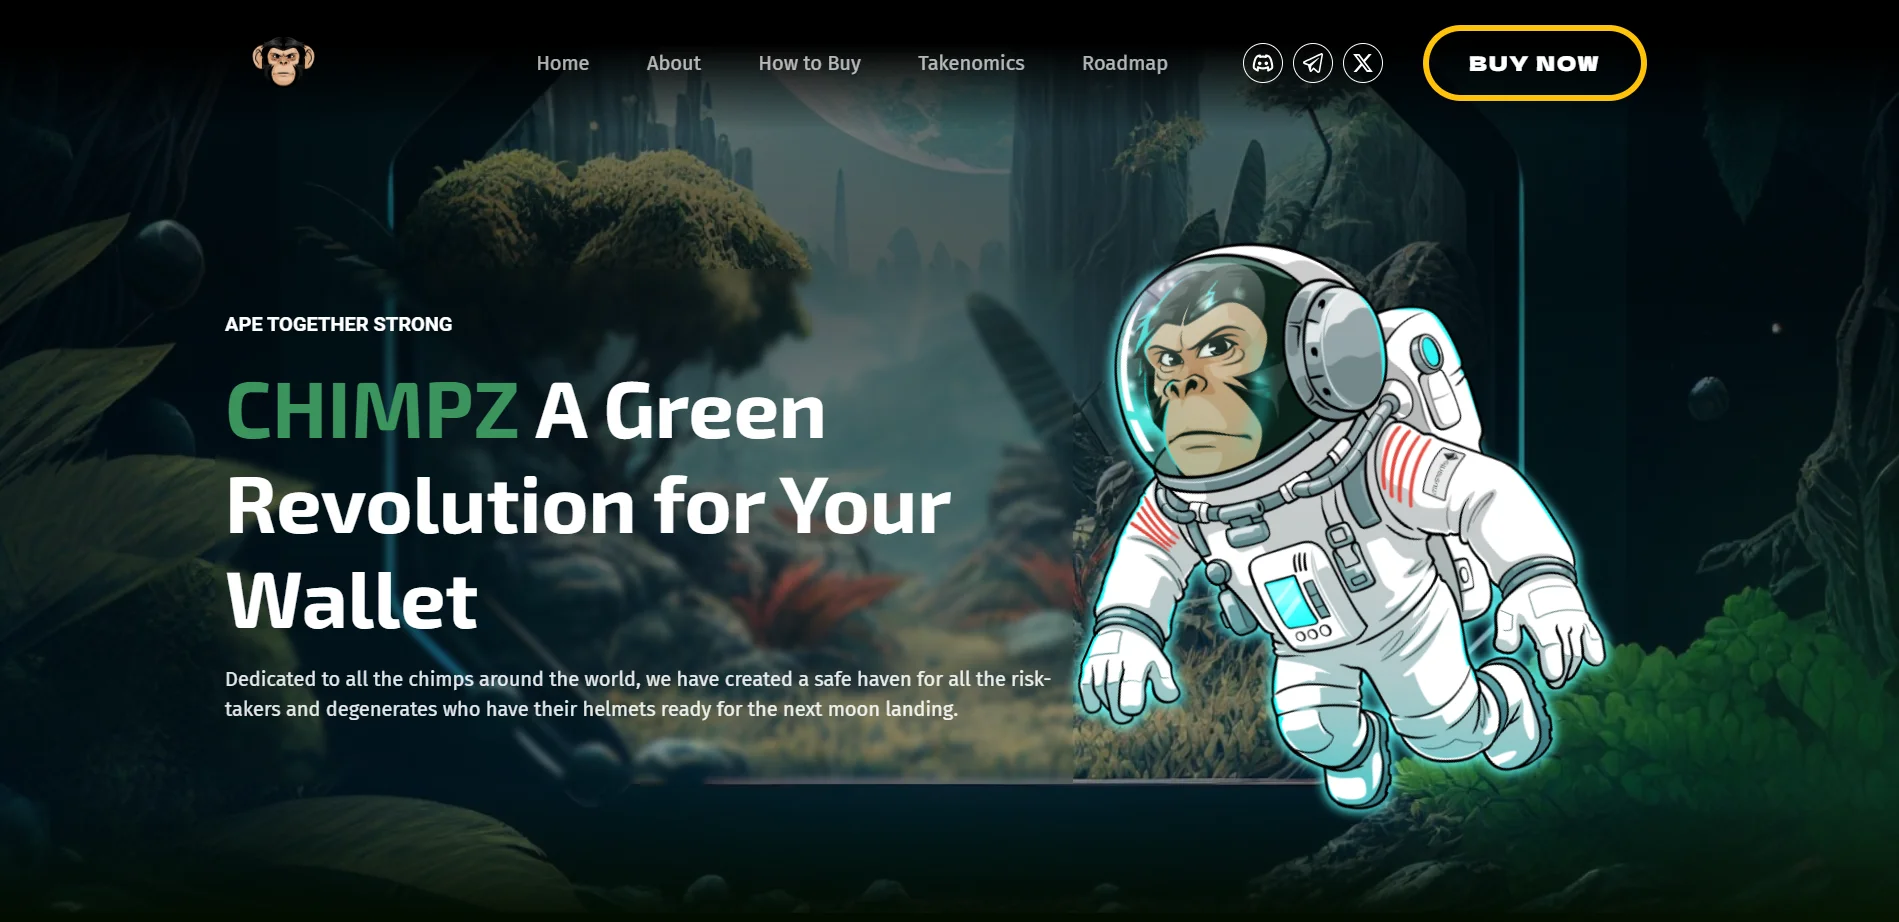 Home About How to Buy Takenomics Roadmap BUY NOW
APE TOGETHER STRONG
CHIMPZ A Green
Revolution for Your
Wallet
Dedicated to all the chimps around the world, we have created a safe haven for all the risk-
takers and degenerates who have their helmets ready for the next moon landing.